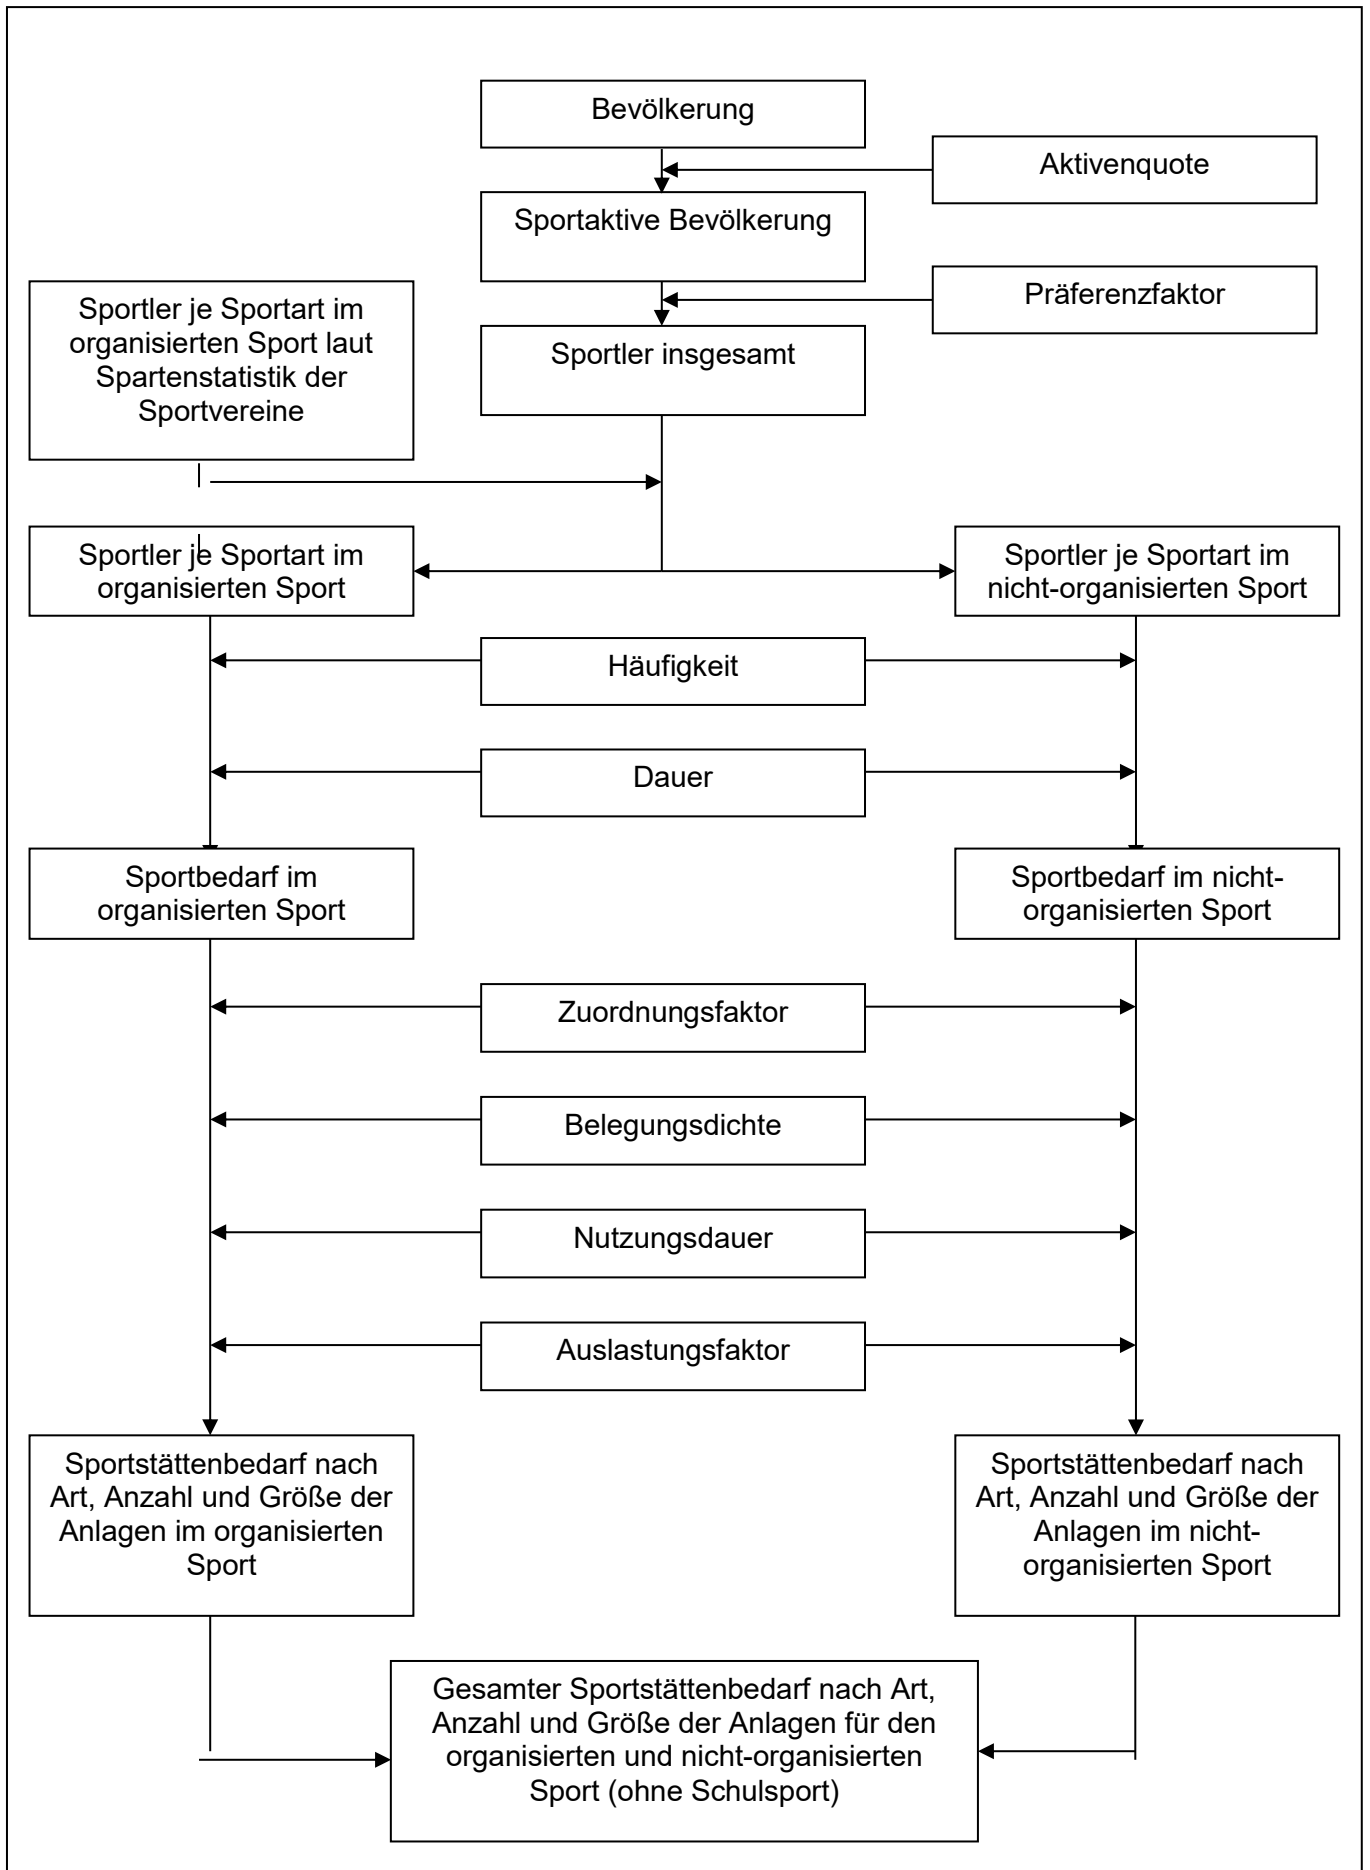 Bevölkerung
Aktivenquote
Sportaktive Bevölkerung
Präferenzfaktor
Sportler je Sportart im
organisierten Sport laut
Spartenstatistik der
Sportvereine
Sportler insgesamt
Sportler je Sportart im
organisierten Sport
Sportler je Sportart im
nicht-organisierten Sport
Häufigkeit
Dauer
Sportbedarf im
organisierten Sport
Sportbedarf im nicht-
organisierten Sport
Zuordnungsfaktor
Belegungsdichte
Nutzungsdauer
Auslastungsfaktor
Sportstättenbedarf nach
Art, Anzahl und Größe der
Anlagen im organisierten
Sport
Sportstättenbedarf nach
Art, Anzahl und Größe der
Anlagen im nicht-
organisierten Sport
Gesamter Sportstättenbedarf nach Art,
Anzahl und Größe der Anlagen für den
organisierten und nicht-organisierten
Sport (ohne Schulsport)